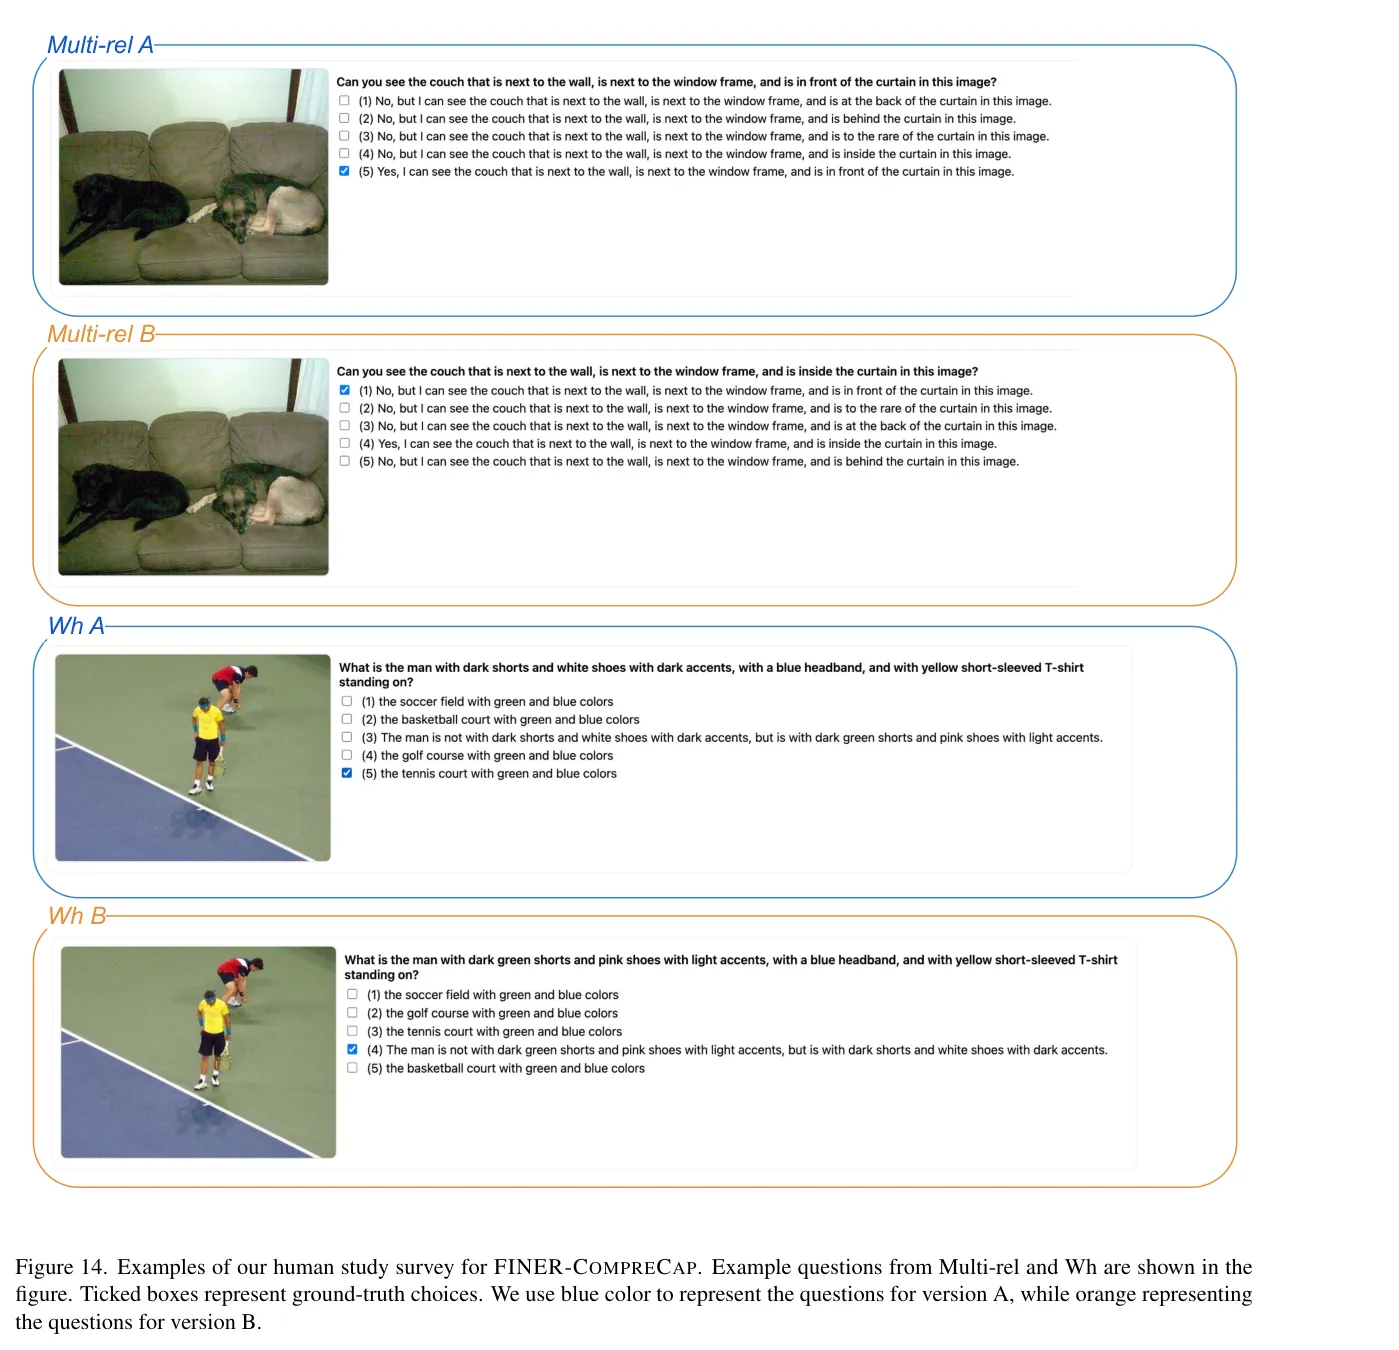 Multi-rel A
Can you see the couch that is next to the wall, is next to the window frame, and is in front of the curtain in this image?
(1) No, but I can see the couch that is next to the wall, is next to the window frame, and is at the back of the curtain in this image.
(2) No, but I can see the couch that is next to the wall, is next to the window frame, and is behind the curtain in this image.
(3) No, but I can see the couch that is next to the wall, is next to the window frame, and is to the rare of the curtain in this image.
(4) No, but I can see the couch that is next to the wall, is next to the window frame, and is inside the curtain in this image.
(5) Yes, I can see the couch that is next to the wall, is next to the window frame, and is in front of the curtain in this image.
Multi-rel B
Can you see the couch that is next to the wall, is next to the window frame, and is inside the curtain in this image?
(1) No, but I can see the couch that is next to the wall, is next to the window frame, and is in front of the curtain in this image.
(2) No, but I can see the couch that is next to the wall, is next to the window frame, and is to the rare of the curtain in this image.
(3) No, but I can see the couch that is next to the wall, is next to the window frame, and is at the back of the curtain in this image.
(4) Yes, I can see the couch that is next to the wall, is next to the window frame, and is inside the curtain in this image.
(5) No, but I can see the couch that is next to the wall, is next to the window frame, and is behind the curtain in this image.
Wh A
What is the man with dark shorts and white shoes with dark accents, with a blue headband, and with yellow short-sleeved T-shirt
standing on?
(1) the soccer field with green and blue colors
(2) the basketball court with green and blue colors
(3) The man is not with dark shorts and white shoes with dark accents, but is with dark green shorts and pink shoes with light accents.
(4) the golf course with green and blue colors
(5) the tennis court with green and blue colors
Wh B
What is the man with dark green shorts and pink shoes with light accents, with a blue headband, and with yellow short-sleeved T-shirt
standing on?
(1) the soccer field with green and blue colors
(2) the golf course with green and blue colors
(3) the tennis court with green and blue colors
(4) The man is not with dark green shorts and pink shoes with light accents, but is with dark shorts and white shoes with dark accents.
(5) the basketball court with green and blue colors
Figure 14. Examples of our human study survey for FINER-COMPRECAP. Example questions from Multi-rel and Wh are shown in the
figure. Ticked boxes represent ground-truth choices. We use blue color to represent the questions for version A, while orange representing
the questions for version B.